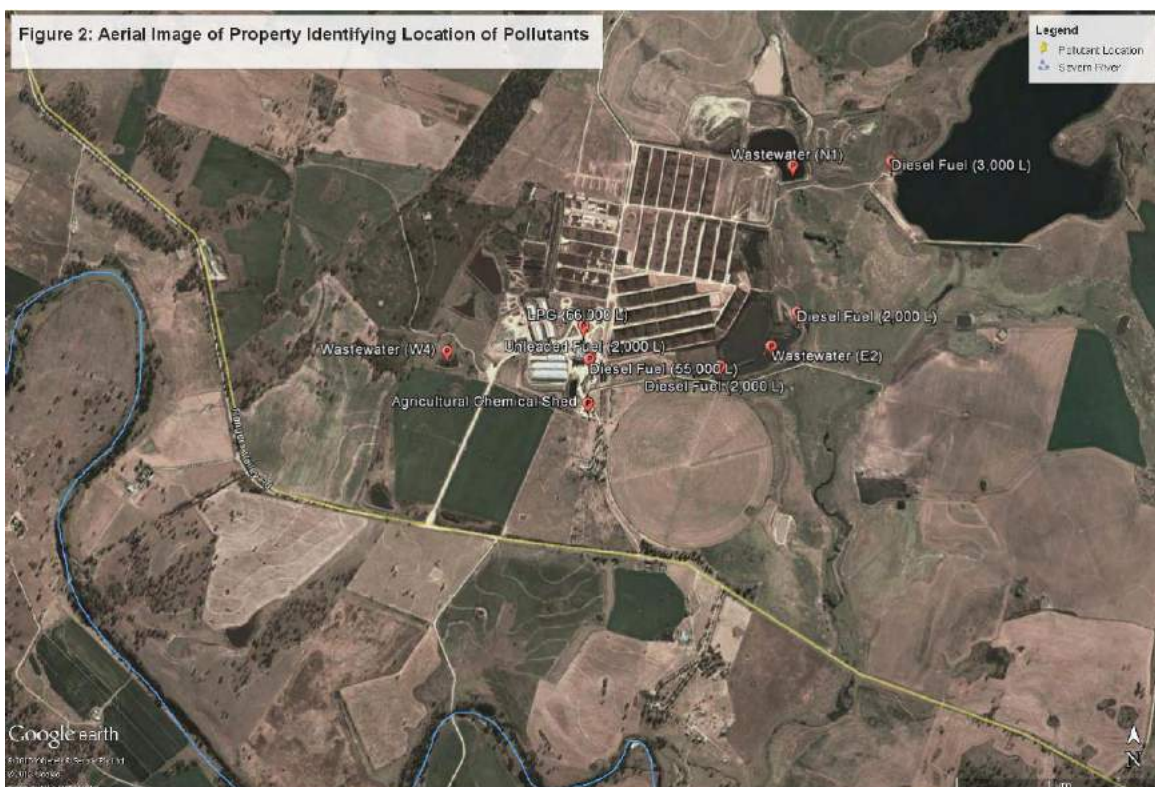 Figure 2: Aerial Image of Property Identifying Location of Pollutants
Legend
Pollutant Location
Severn River
Wastewater (N1)
Diesel Fuel (3,000 L)
LPG (66,000 L)
Diesel Fuel (2,000 L)
Unleaded Fuel (2,000 L)
Wastewater (W4)
Wastewater (E2)
Diesel Fuel (55,000 L)
Diesel Fuel (2,000 L)
Agricultural Chemical Shed
Google earth
N